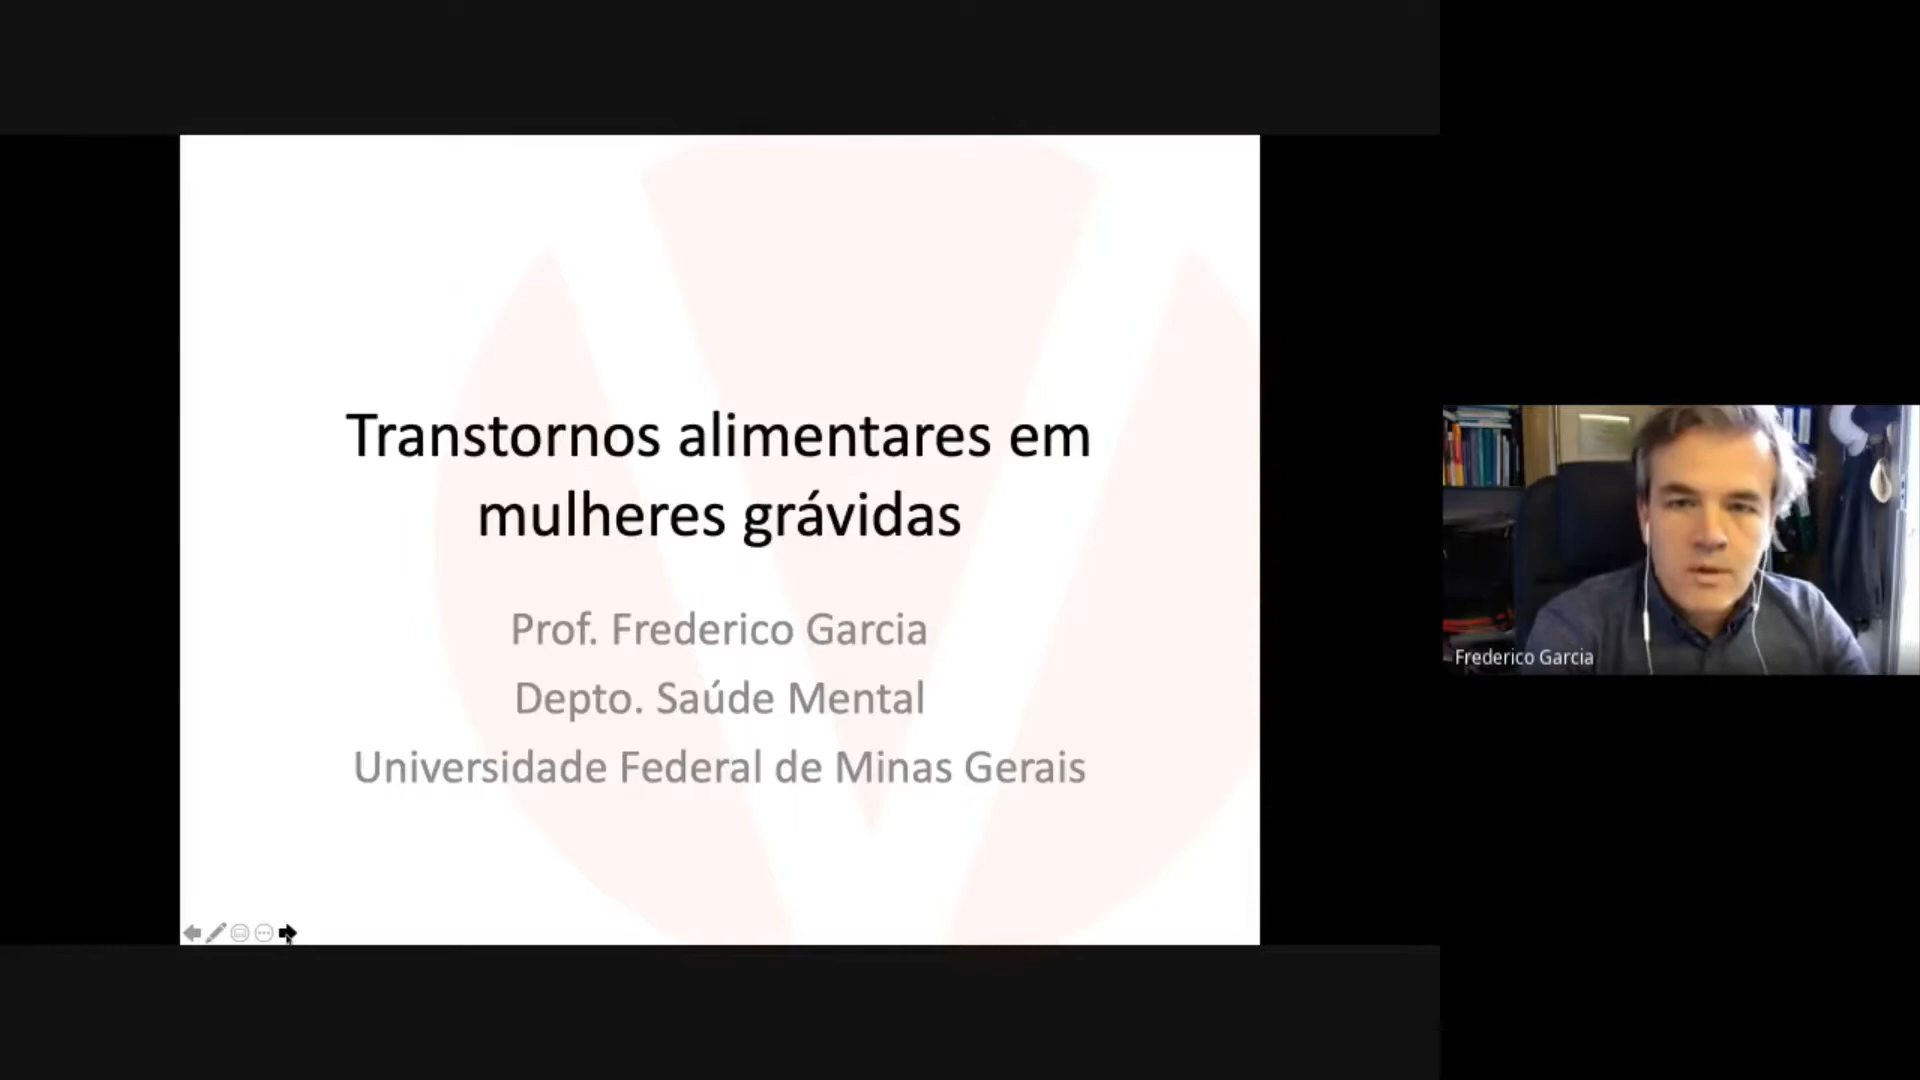 Transtornos alimentares em
mulheres grávidas
Prof. Frederico Garcia
Depto. Saúde Mental
Universidade Federal de Minas Gerais
Frederico Garcia